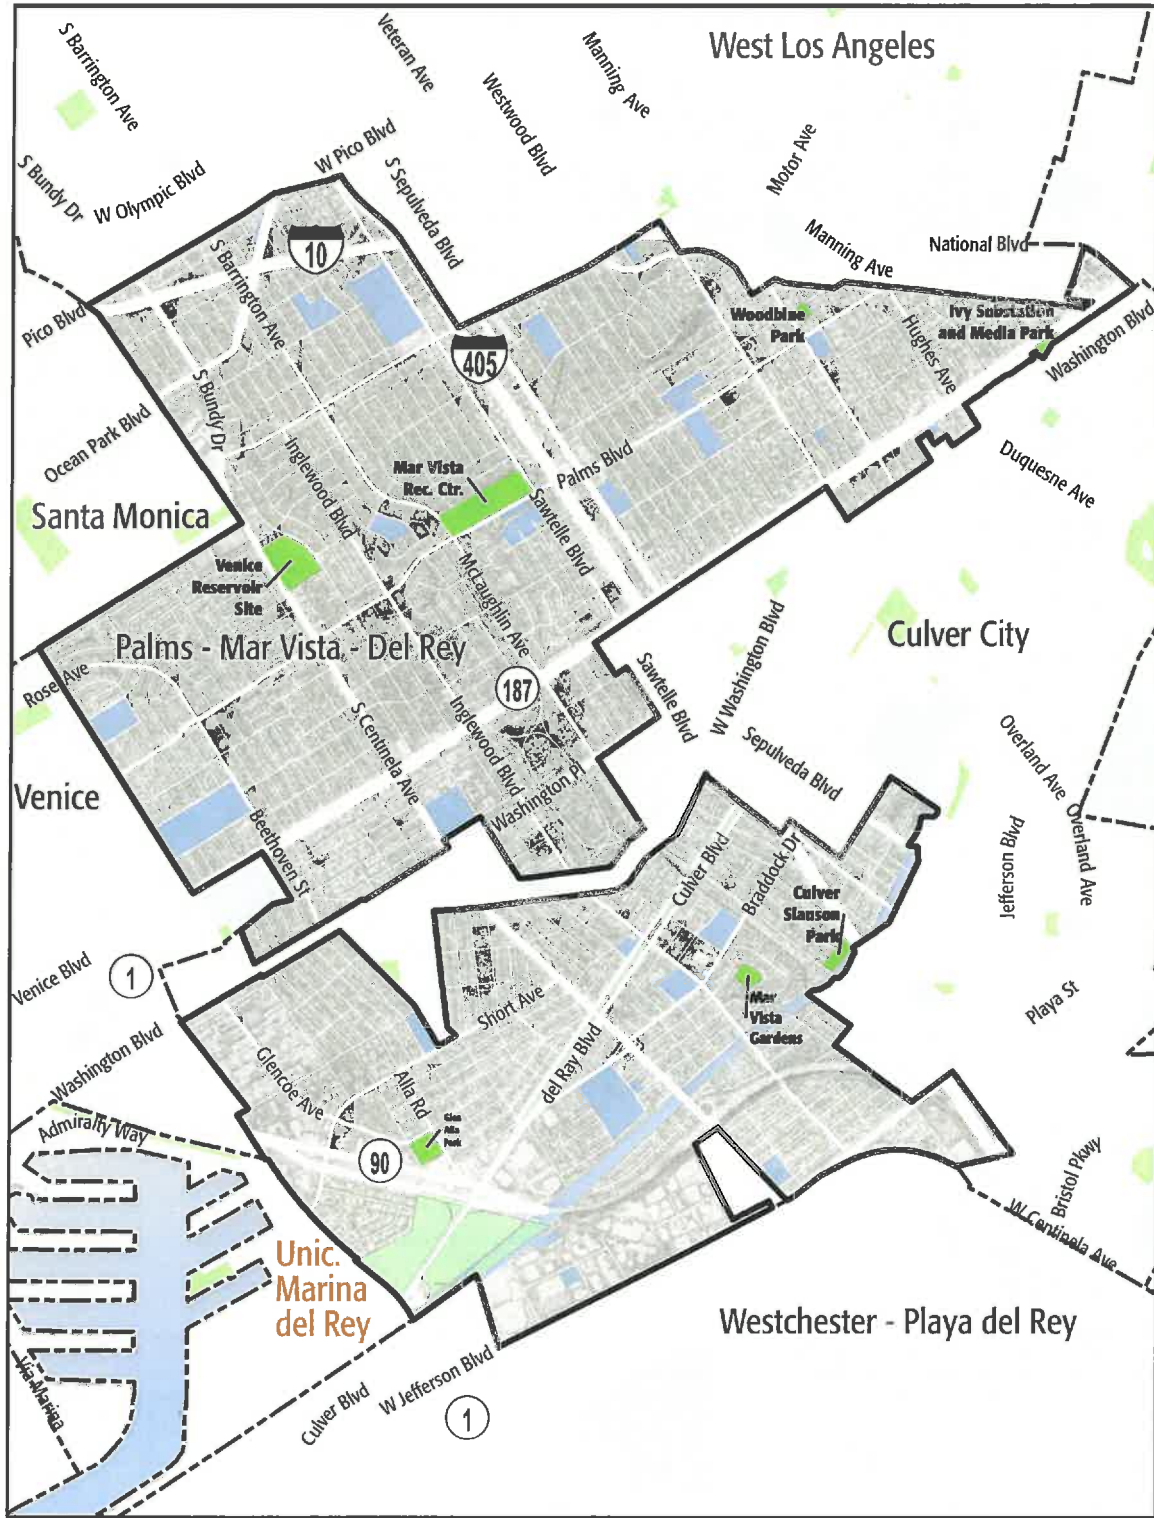 West Los Angeles
S Barrington Ave
Veteran Ave
Westwood Blvd
Manning Ave
Motor Ave
W Pico Blvd
S Sepulveda Blvd
S Bundy Dr
W Olympic Blvd
10
Manning Ave
National Blvd
S Barrington Ave
Pico Blvd
Woodbine
Park
Hughes Ave
Ivy Substation
and Media Park
Washington Blvd
405
S Bundy Dr
Ocean Park Blvd
Inglewood Blvd
Mar Vista
Rec. Ctr.
Palms Blvd
Duquesne Ave
Santa Monica
Sawtelle Blvd
Venice
Reservoir
Site
McLaughlin Ave
Palms - Mar Vista - Del Rey
Culver City
W Washington Blvd
Rose Ave
187
Sawtelle Blvd
S Centinela Ave
Inglewood Blvd
Sepulveda Blvd
Overland Ave
Venice
Washington Pl
Beethoven St
Culver Blvd
Braddock Dr
Overland Ave
Jefferson Blvd
Culver
Slauson
Park
Venice Blvd
1
Short Ave
Mar
Vista
Gardens
Playa St
Washington Blvd
Glencoe Ave
Alla Rd
del Ray Blvd
Glen
Alla
Park
Admiralty Way
90
Bristol Pkwy
W Centinela Ave
Unic.
Marina
del Rey
Westchester - Playa del Rey
Via Marina
Culver Blvd
W Jefferson Blvd
1